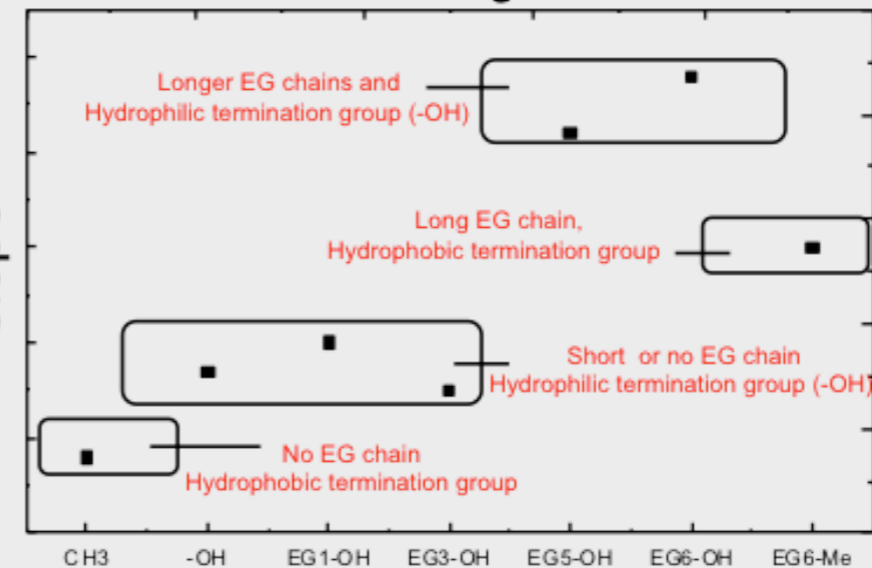 Longer EG chains and
Hydrophilic termination group (-OH)
Long EG chain,
Hydrophobic termination group
Short or no EG chain
Hydrophilic termination group (-OH)
No EG chain
Hydrophobic termination group
CH3 -OH EG1-OH EG3-OH EG5-OH EG6-OH EG6-Me